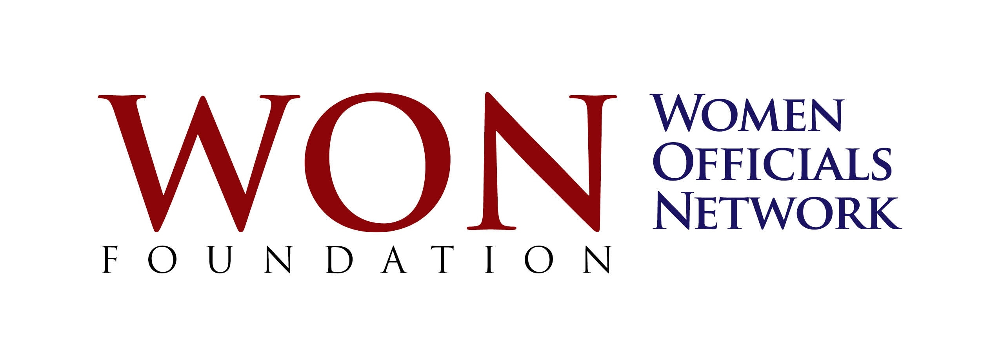 WON
FOUNDATION
WOMEN
OFFICIALS
NETWORK